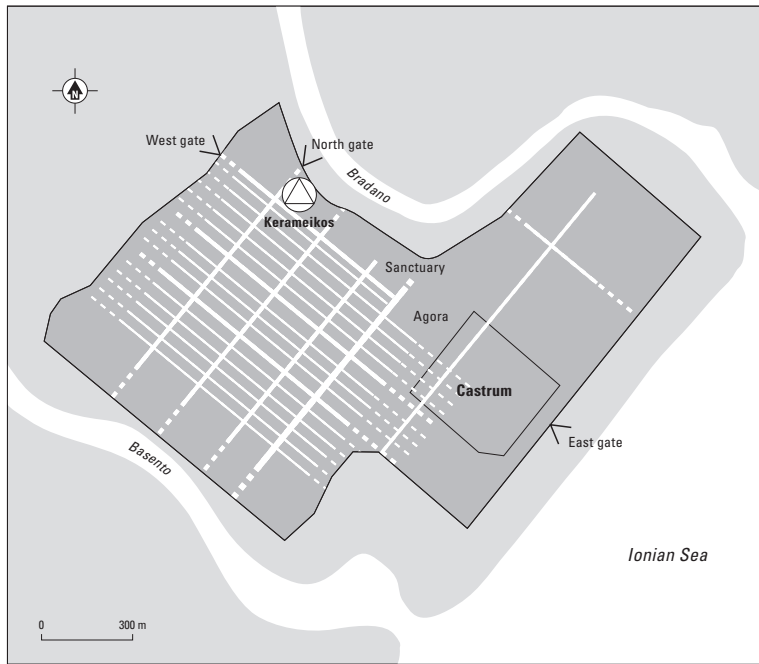 N
West gate
North gate
Bradano
Kerameikos
Sanctuary
Agora
Castrum
East gate
Basento
Ionian Sea
0 300 m